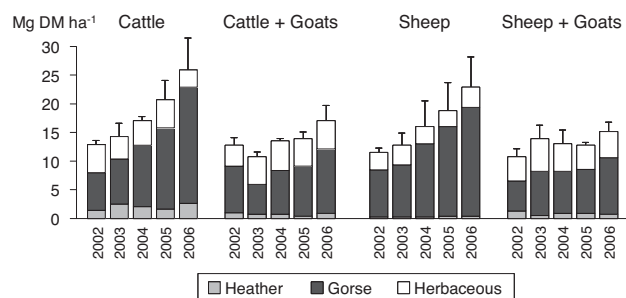 Mg DM ha-1
Cattle
Cattle + Goats
Sheep
Sheep + Goats
30
25
20
15
10
5
0
2002 2003 2004 2005 2006
2002 2003 2004 2005 2006
2002 2003 2004 2005 2006
2002 2003 2004 2005 2006
Heather Gorse Herbaceous